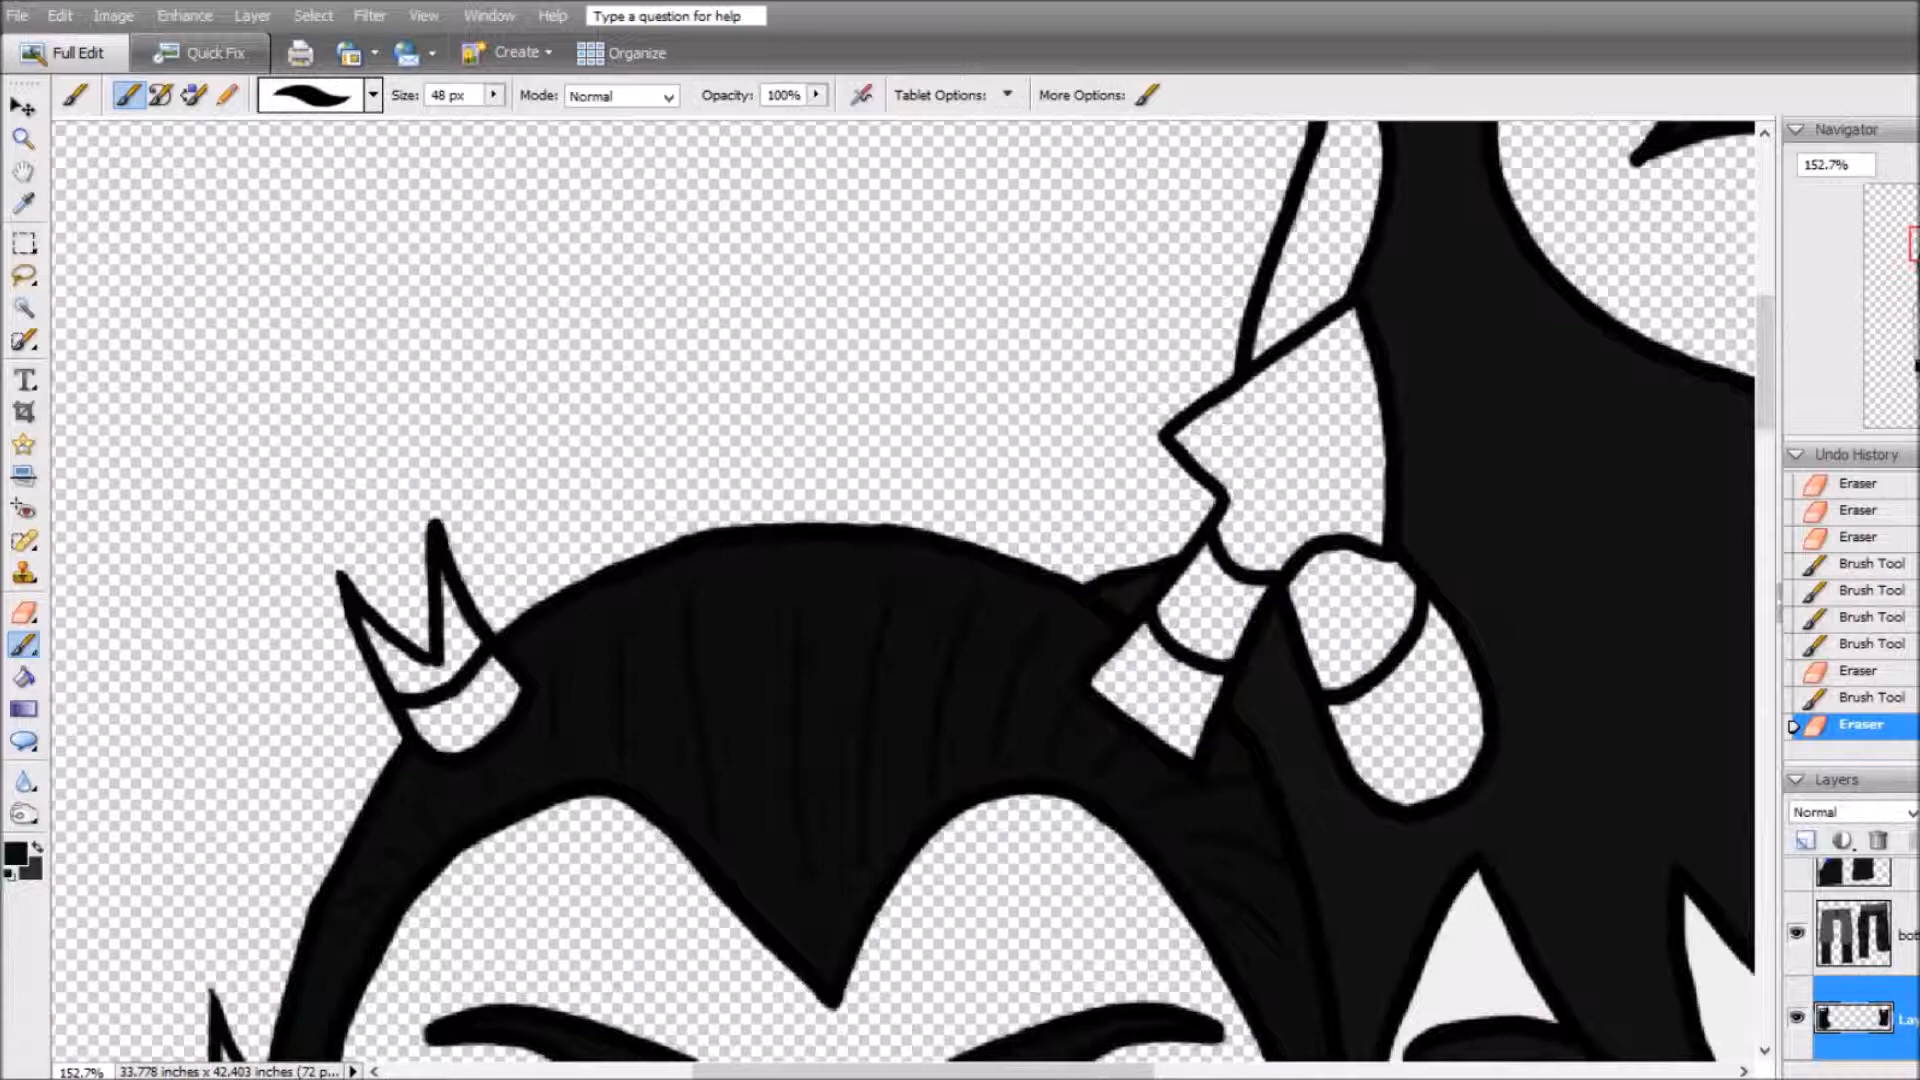 File Edit Image Enhance Layer Select Filter View Window Help Type a question for help
Full Edit Quick Fix Create Organize
Size: 48 px Mode: Normal Opacity: 100% Tablet Options: More Options:
Navigator
152.7%
Undo History
Eraser
Eraser
Eraser
Brush Tool
Brush Tool
Brush Tool
Brush Tool
Eraser
Brush Tool
Eraser
Layers
Normal
bot
Lay
152.7% 33.778 inches x 42.403 inches (72 p...